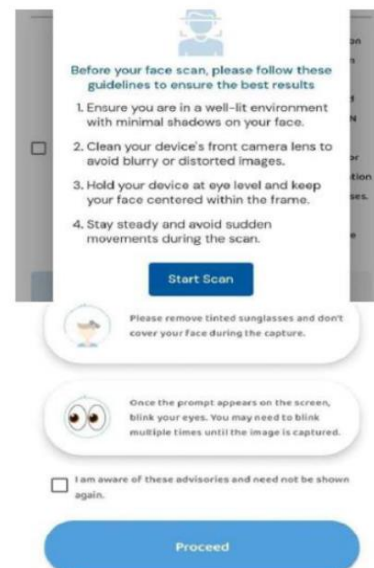 Before your face scan, please follow these
guidelines to ensure the best results
1. Ensure you are in a well-lit environment
with minimal shadows on your face.
2. Clean your device's front camera lens to
avoid blurry or distorted images.
3. Hold your device at eye level and keep
your face centered within the frame.
4. Stay steady and avoid sudden
movements during the scan.
Start Scan
Please remove tinted sunglasses and don't
cover your face during the capture.
Once the prompt appears on the screen,
blink your eyes. You may need to blink
multiple times until the image is captured.
I am aware of these advisories and need not be shown
again.
Proceed